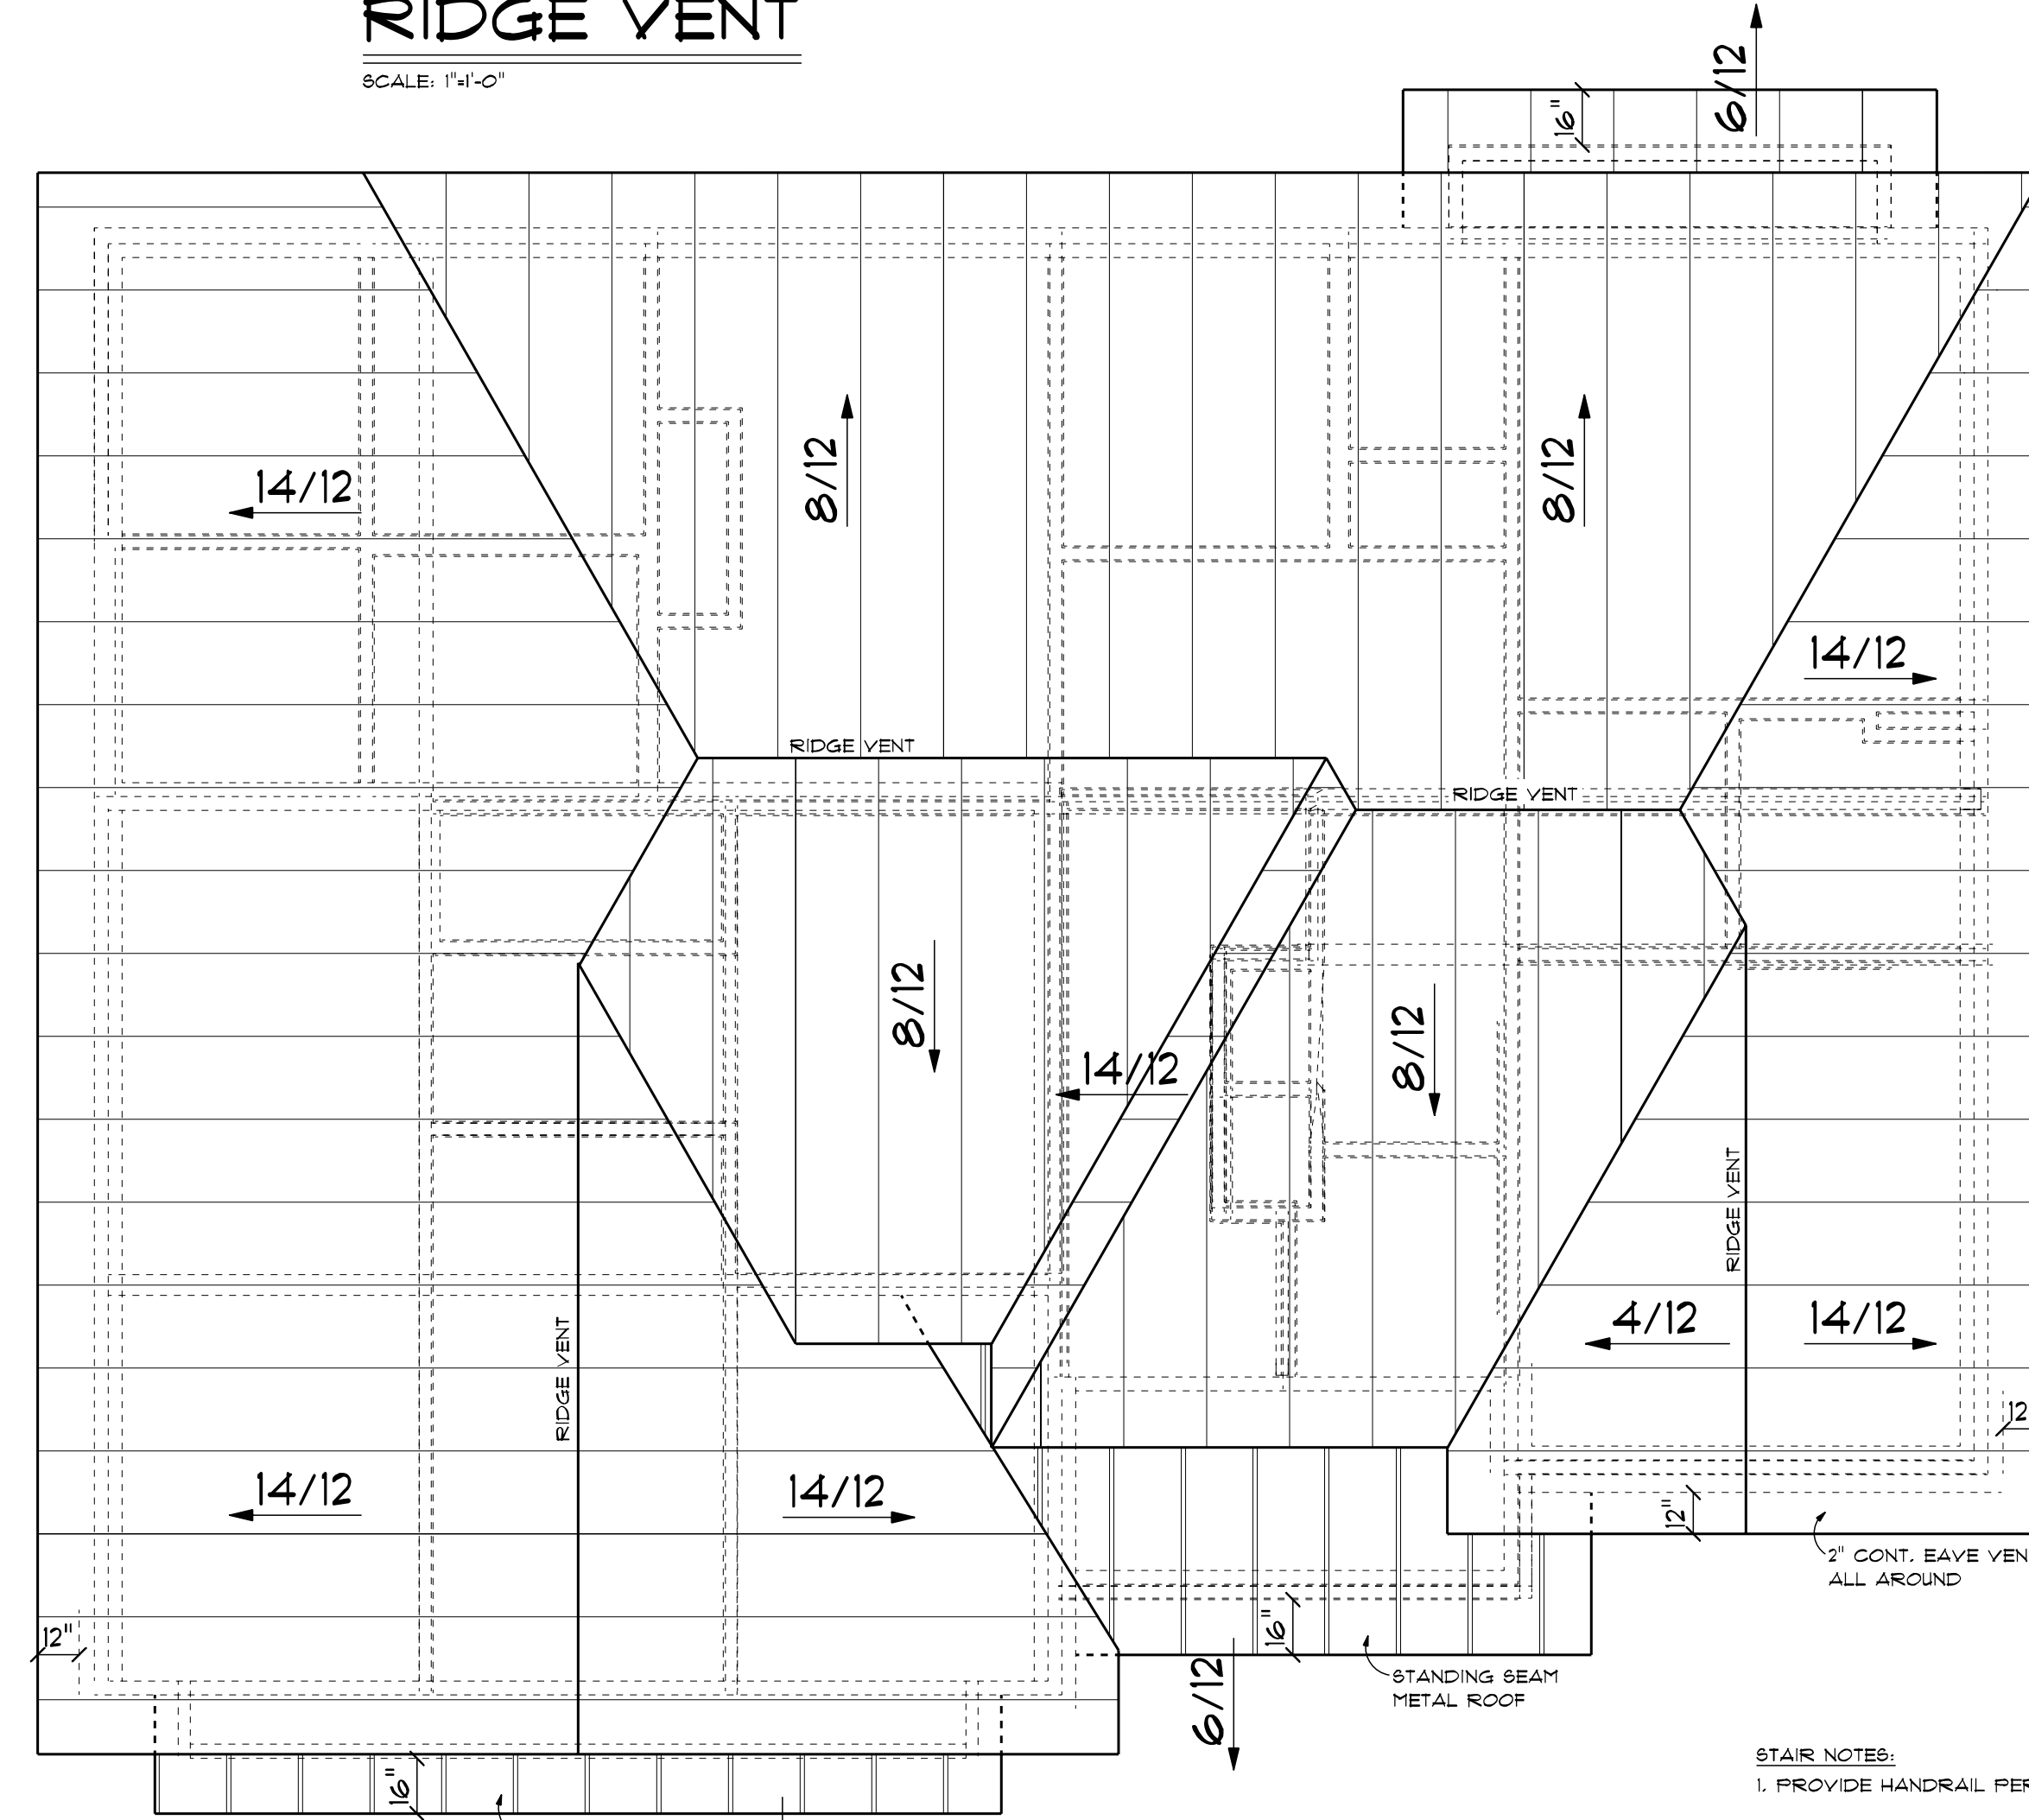 RIDGE VENT
SCALE: 1"=1'-0"
6/12
16"
14/12
8/12
8/12
14/12
RIDGE VENT
RIDGE VENT
8/12
14/12
8/12
RIDGE VENT
RIDGE VENT
4/12
14/12
12
14/12
14/12
12"
2" CONT. EAVE VEN
ALL AROUND
12"
16"
6/12
STANDING SEAM
METAL ROOF
16"
STAIR NOTES:
1. PROVIDE HANDRAIL PER